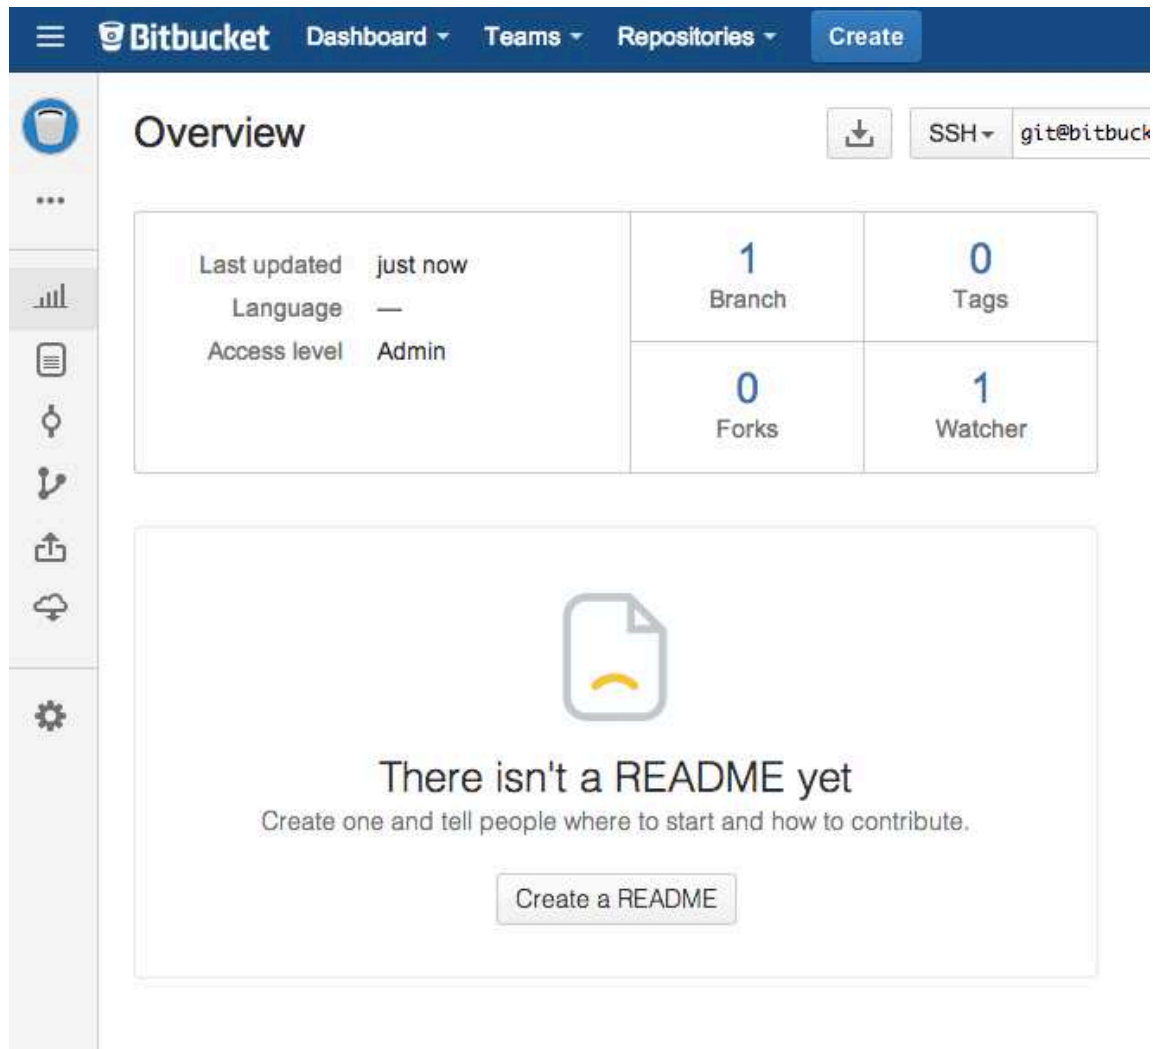 Bitbucket Dashboard Teams Repositories Create
Overview
SSH git@bitbuck
Last updated just now
Language —
Access level Admin
1
Branch
0
Tags
0
Forks
1
Watcher
There isn't a README yet
Create one and tell people where to start and how to contribute.
Create a README